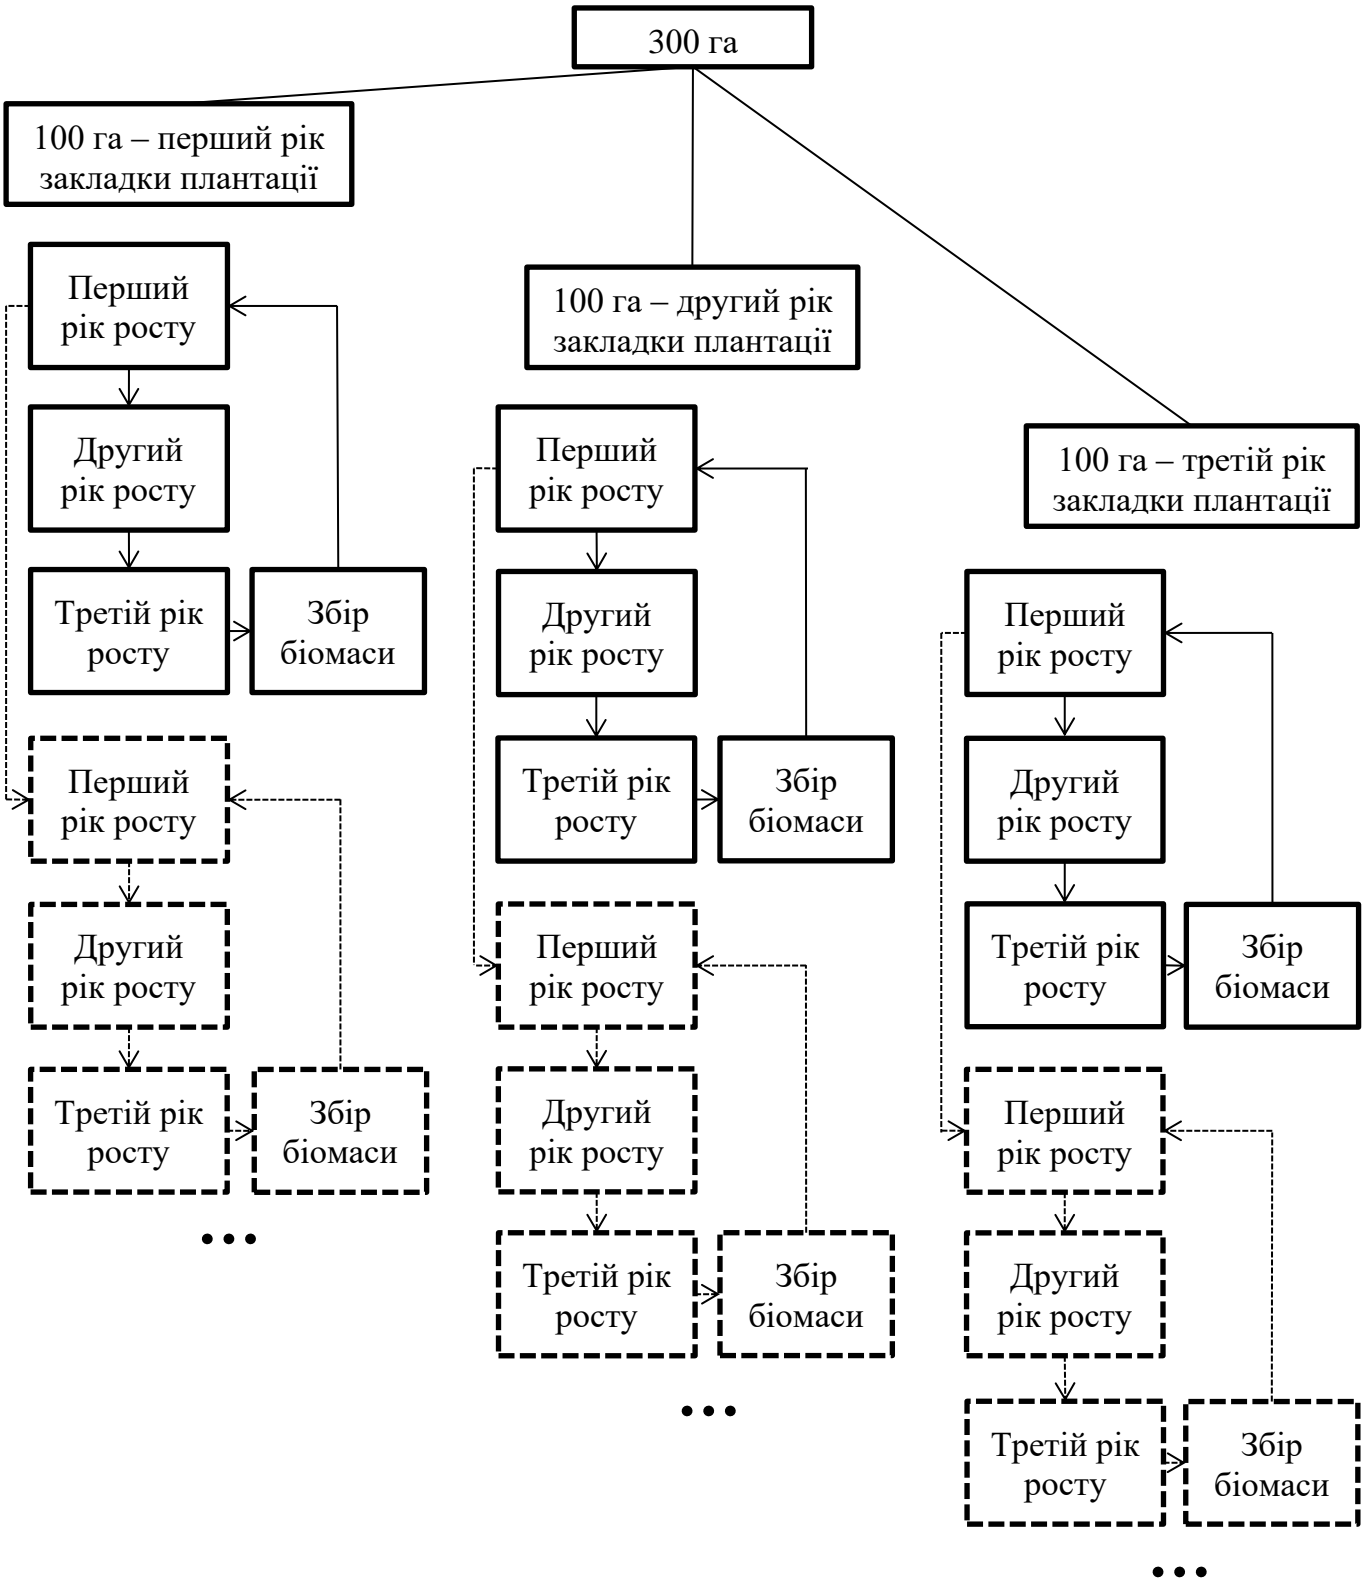 300 га
100 га – перший рік
закладки плантації
Перший
рік росту
Другий
рік росту
Третій рік
росту
Збір
біомаси
Перший
рік росту
Другий
рік росту
Третій рік
росту
Збір
біомаси
...
100 га – другий рік
закладки плантації
Перший
рік росту
Другий
рік росту
Третій рік
росту
Збір
біомаси
Перший
рік росту
Другий
рік росту
Третій рік
росту
Збір
біомаси
...
100 га – третій рік
закладки плантації
Перший
рік росту
Другий
рік росту
Третій рік
росту
Збір
біомаси
Перший
рік росту
Другий
рік росту
Третій рік
росту
Збір
біомаси
...